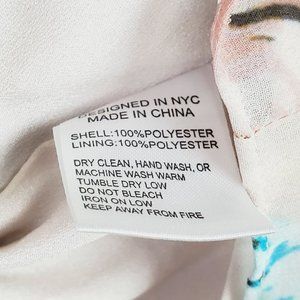 DESIGNED IN NYC
MADE IN CHINA
SHELL:100%POLYESTER
LINING:100%POLYESTER
DRY CLEAN, HAND WASH, OR
MACHINE WASH WARM
TUMBLE DRY LOW
DO NOT BLEACH
IRON ON LOW
KEEP AWAY FROM FIRE